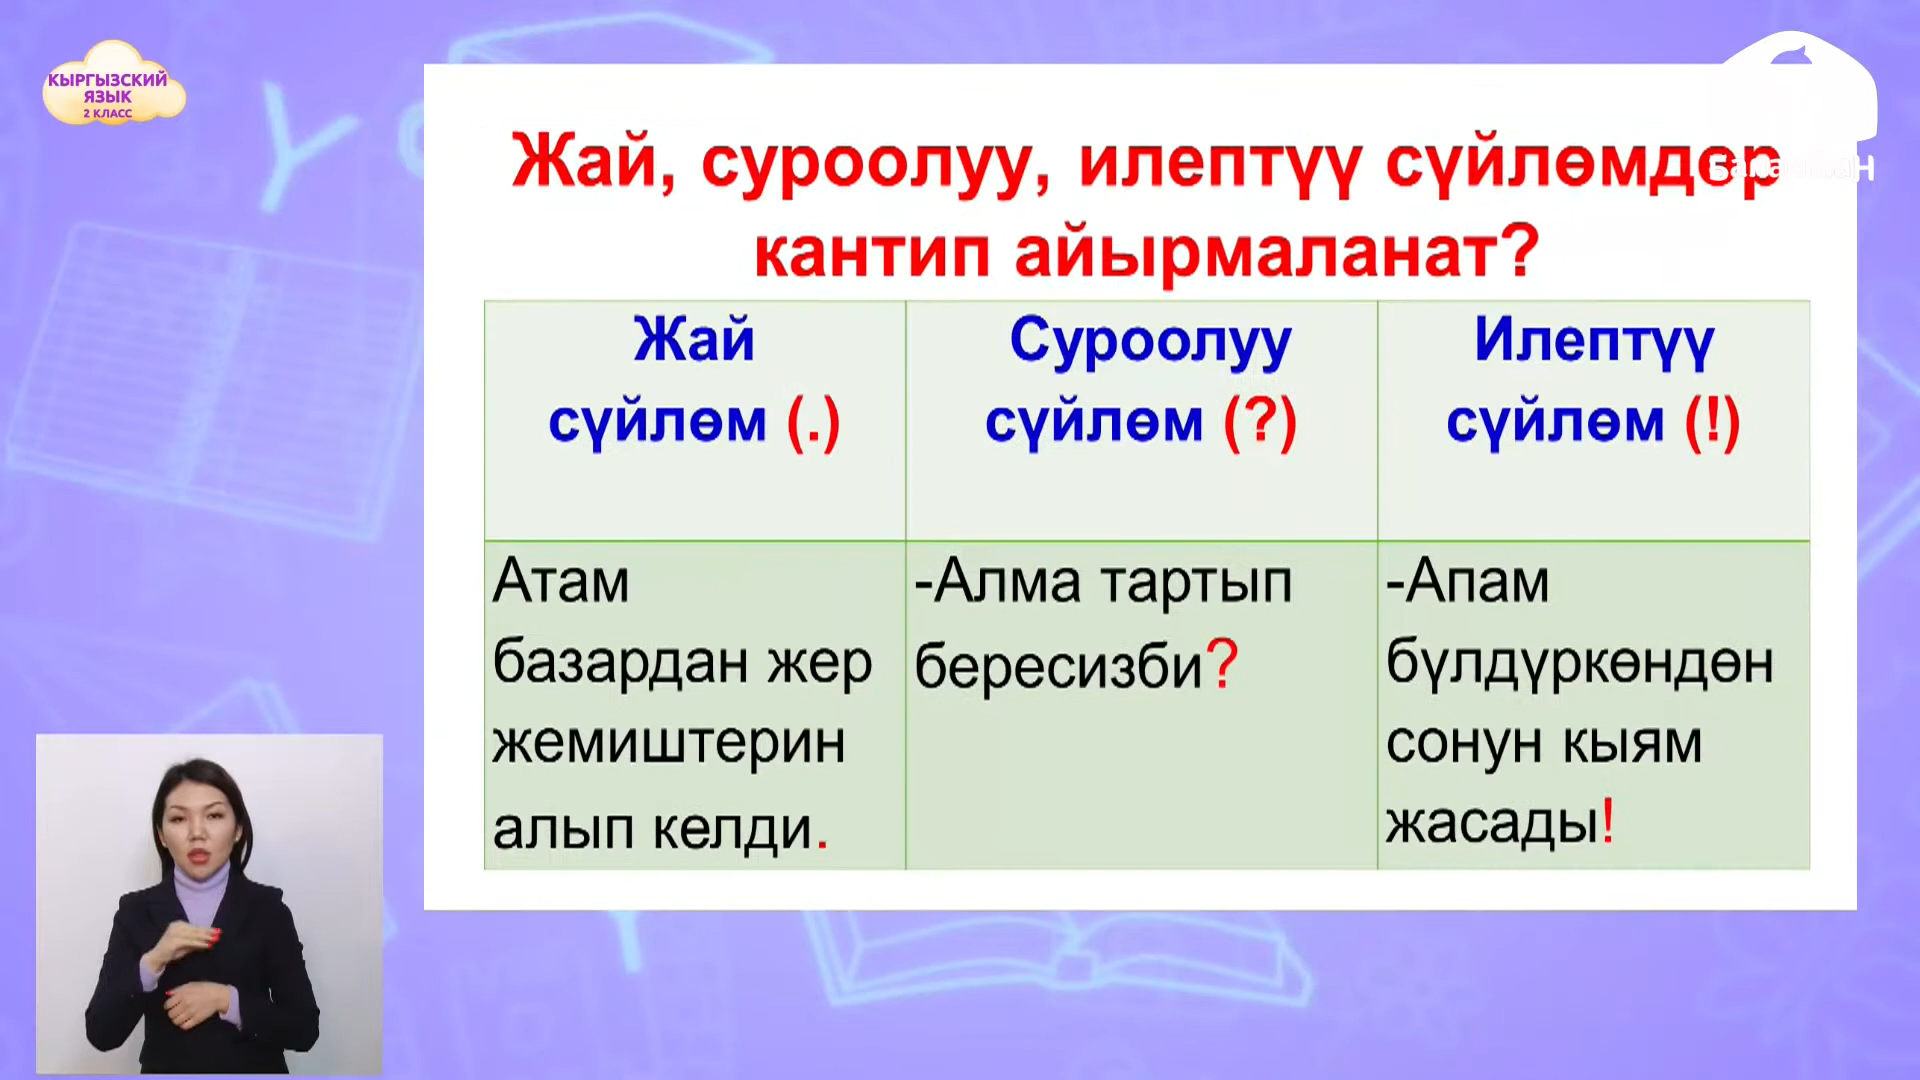 КЫРГЫЗСКИЙ
ЯЗЫК
2 КЛАСС
Жай, суроолуу, илептүү сүйлөмдөр
кантип айырмаланат?
Жай
сүйлөм (.)
Суроолуу
сүйлөм (?)
Илептүү
сүйлөм (!)
Атам
базардан жер
жемиштерин
алып келди.
-Алма тартып
бересизби?
-Апам
бүлдүркөндөн
сонун кыям
жасады!